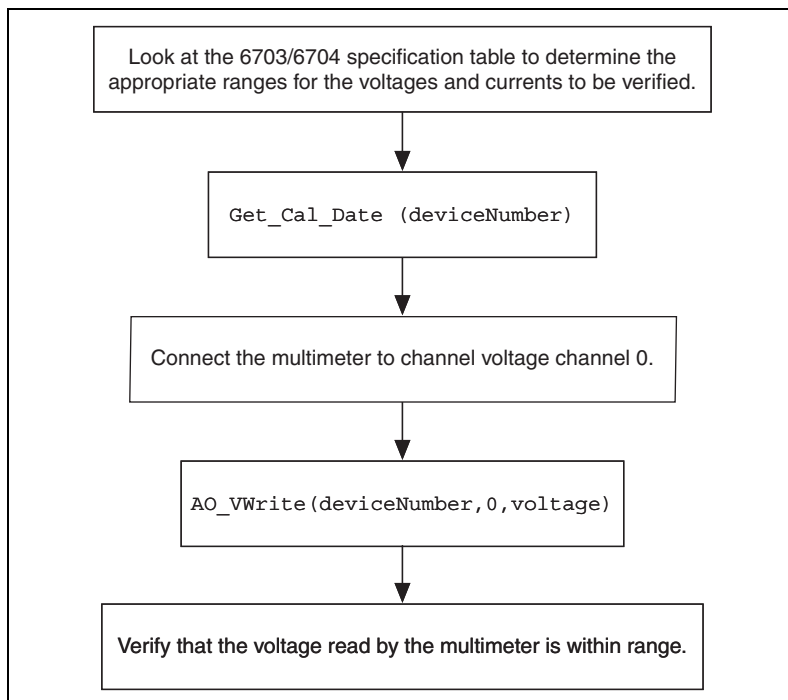 Look at the 6703/6704 specification table to determine the
appropriate ranges for the voltages and currents to be verified.
Get_Cal_Date (deviceNumber)
Connect the multimeter to channel voltage channel 0.
AO_VWrite(deviceNumber,0,voltage)
Verify that the voltage read by the multimeter is within range.